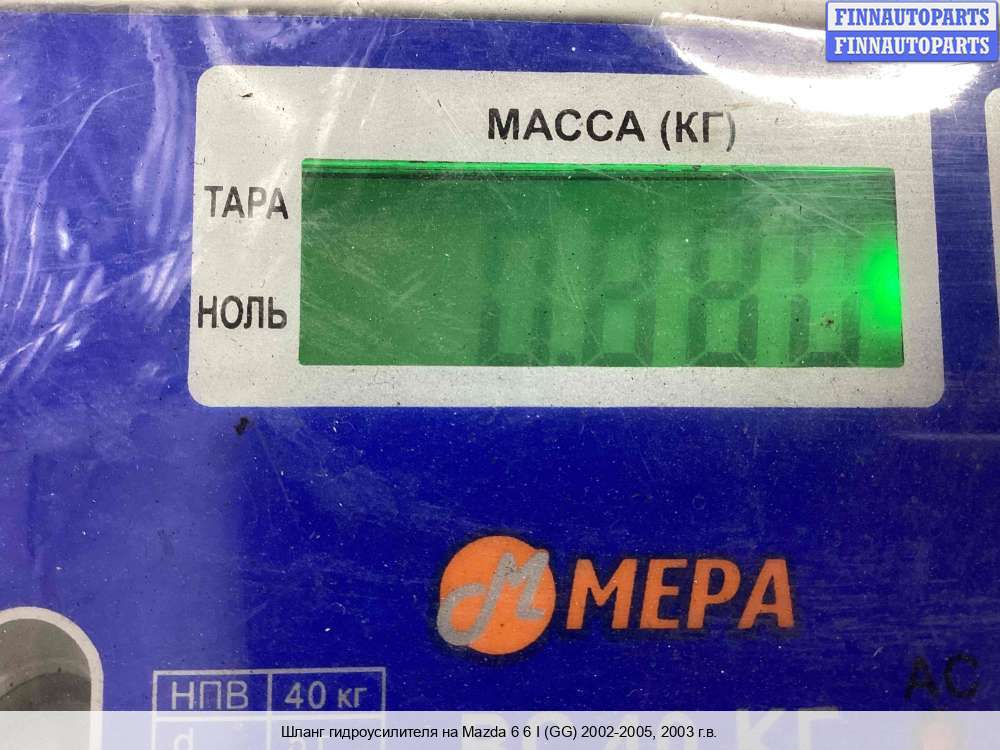 FINNAUTOPARTS
FINNAUTOPARTS
МАССА (КГ)
ТАРА
НОЛЬ
МЕРА
AC
НПВ 40 кг
Шланг гидроусилителя на Mazda 6 6 I (GG) 2002-2005, 2003 г.в.